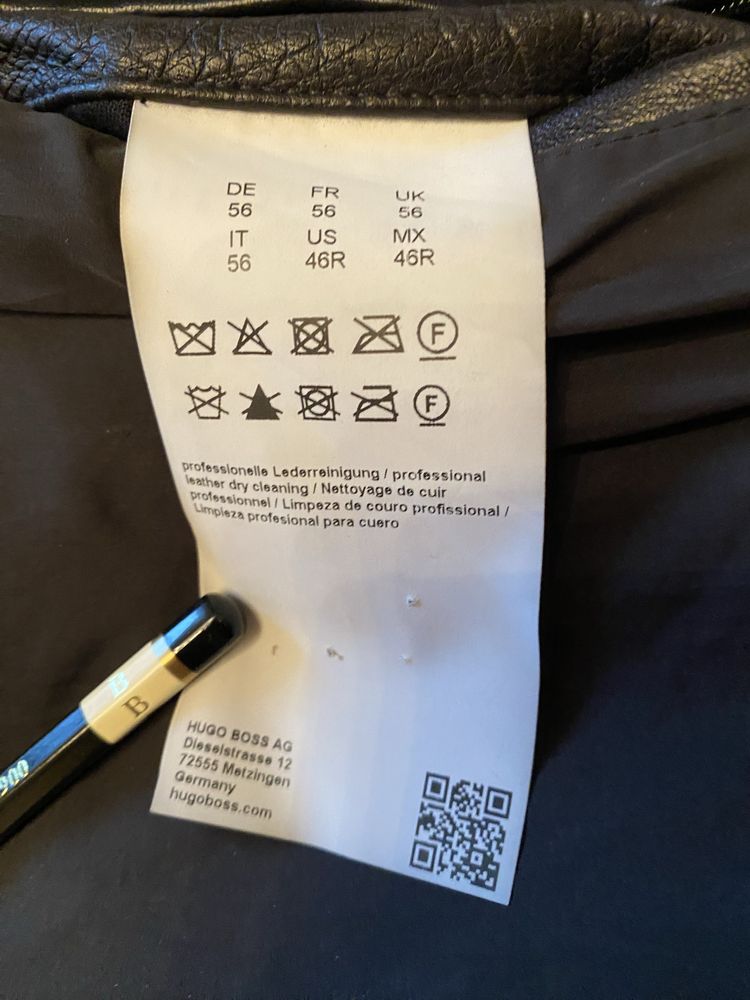 DE FR UK
56 56 56
IT US MX
56 46R 46R
F
F
professionelle Lederreinigung / professional
leather dry cleaning / Nettoyage de cuir
professionnel / Limpeza de couro profissional /
Limpieza profesional para cuero
B
B
900
HUGO BOSS AG
Dieselstrasse 12
72555 Metzingen
Germany
hugoboss.com